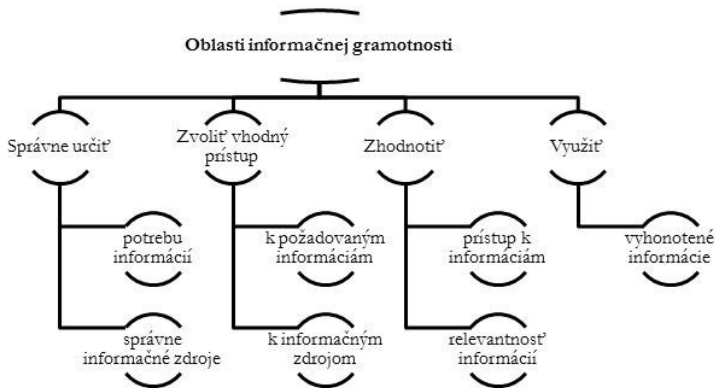 Oblasti informačnej gramotnosti
Správne určiť
Zvoliť vhodný
prístup
Zhodnotiť
Využiť
potrebu
informácií
k požadovaným
informáciám
prístup k
informáciám
vyhonotené
informácie
správne
informačné zdroje
k informačným
zdrojom
relevantnosť
informácií